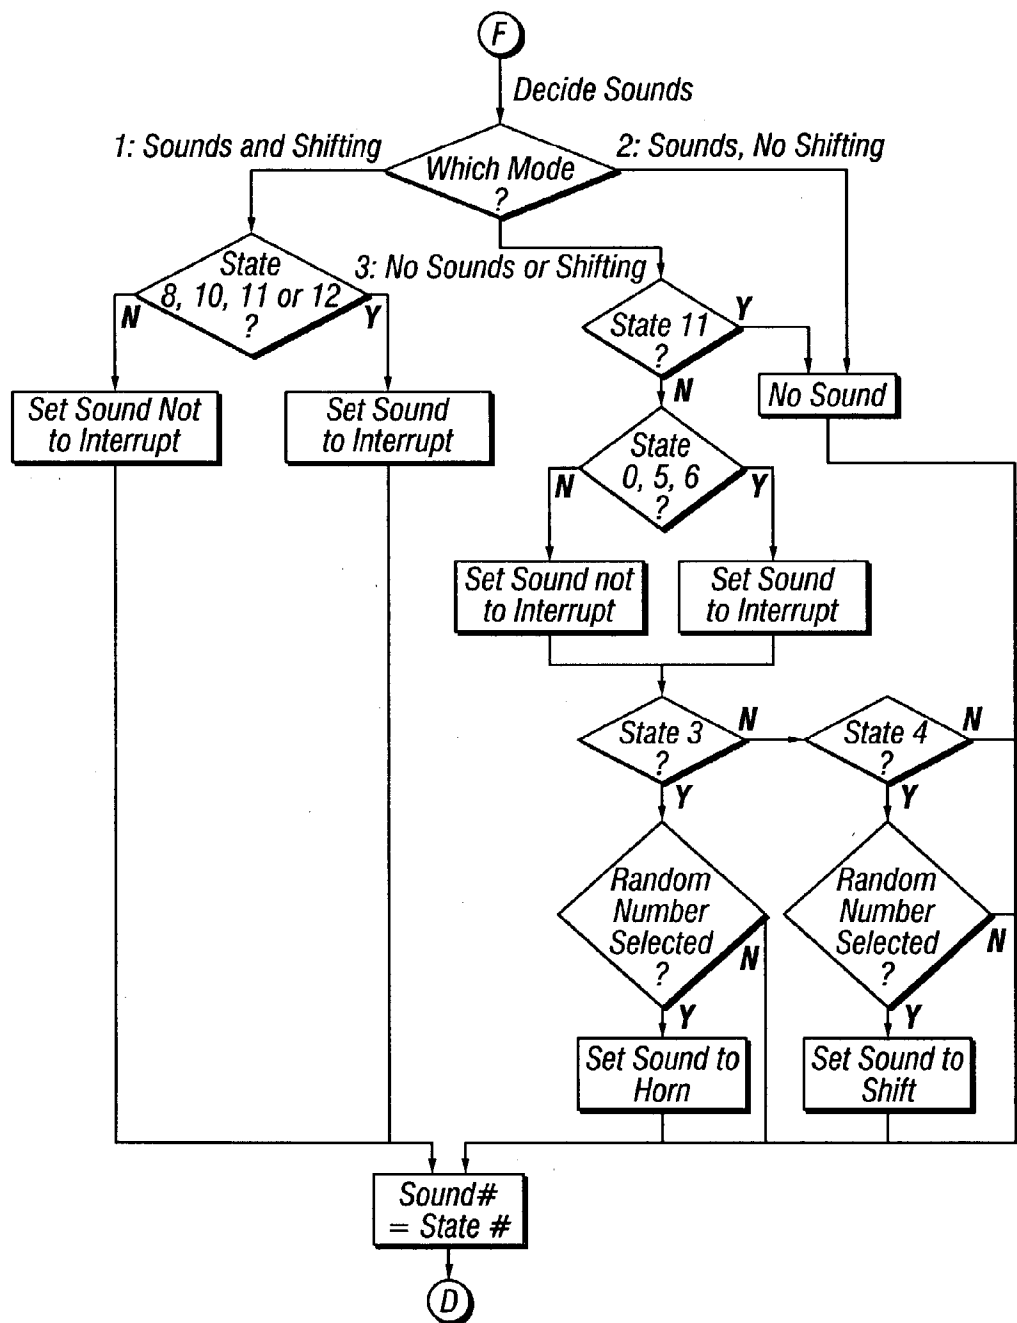 F
Decide Sounds
1: Sounds and Shifting
2: Sounds, No Shifting
Which Mode
?
3: No Sounds or Shifting
State
8, 10, 11 or 12
?
N
Y
State 11
?
Y
N
Set Sound Not
to Interrupt
Set Sound
to Interrupt
No Sound
State
0, 5, 6
?
N
Y
Set Sound not
to Interrupt
Set Sound
to Interrupt
State 3
?
N
Y
State 4
?
N
Y
Random
Number
Selected
?
N
Y
Random
Number
Selected
?
N
Y
Set Sound to
Horn
Set Sound to
Shift
Sound#
= State #
D